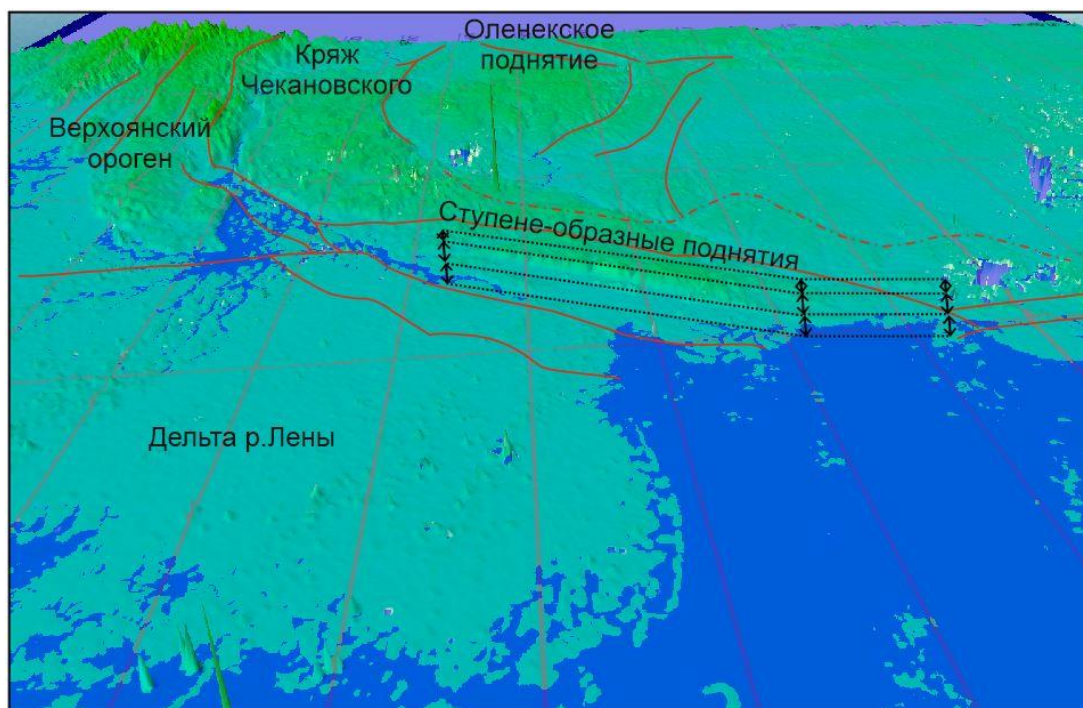 Оленекское
поднятие
Кряж
Чекановского
Верхоянский
ороген
Ступене-образные поднятия
Дельта р.Лены